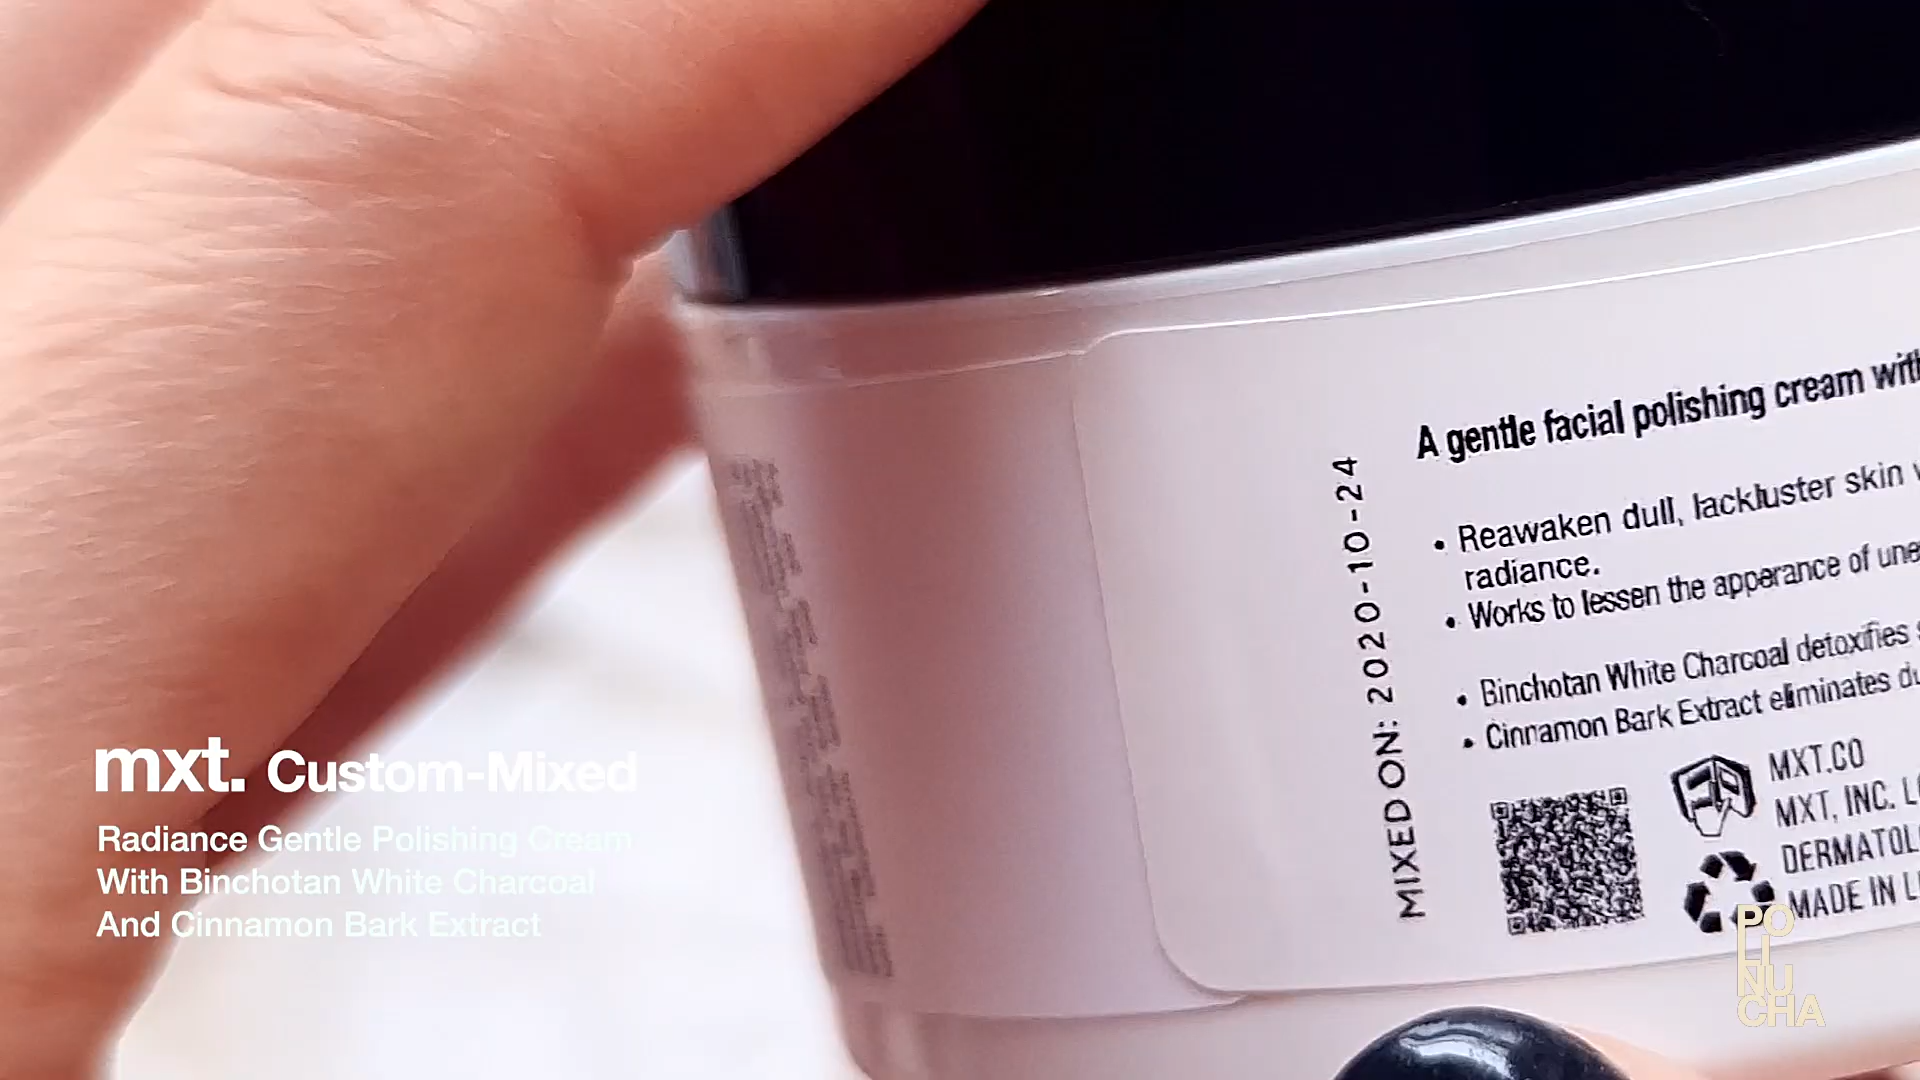 A gentle facial polishing cream with
• Reawaken dull, lackluster skin
radiance.
• Works to lessen the apperance of
• Binchotan White Charcoal detoxifies
• Cinnamon Bark Extract eliminates
MIXED ON: 2020-10-24
MXT.CO
MXT, INC.
MADE IN
mxt. Custom-Mixed
Radiance Gentle Polishing Cream
With Binchotan White Charcoal
And Cinnamon Bark Extract
PO
LI
NU
CHA